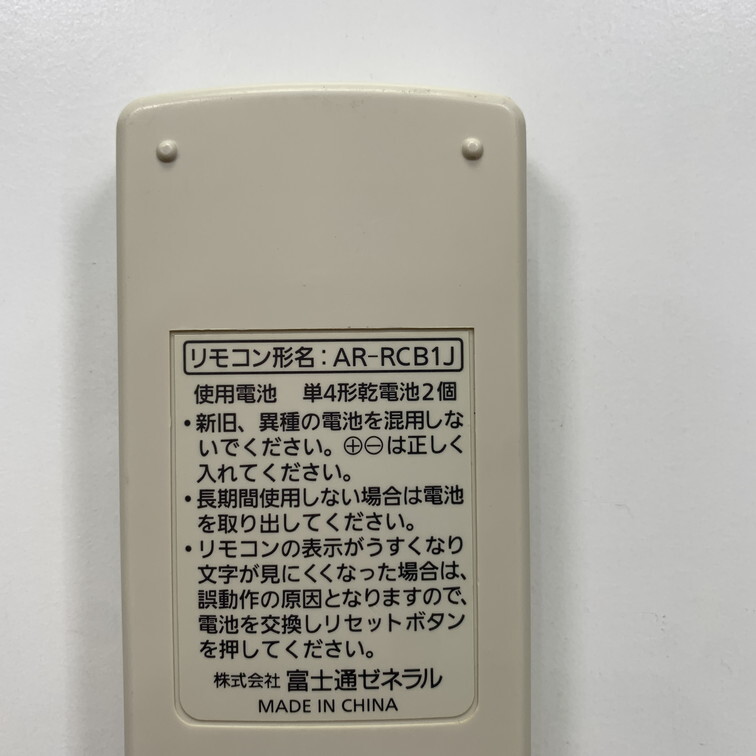 リモコン形名：AR-RCB1J
使用電池　単4形乾電池2個
・新旧、異種の電池を混用しな
いでください。⊕⊖は正しく
入れてください。
・長期間使用しない場合は電池
を取り出してください。
・リモコンの表示がうすくなり
文字が見にくくなった場合は、
誤動作の原因となりますので、
電池を交換しリセットボタン
を押してください。
株式会社 富士通ゼネラル
MADE IN CHINA